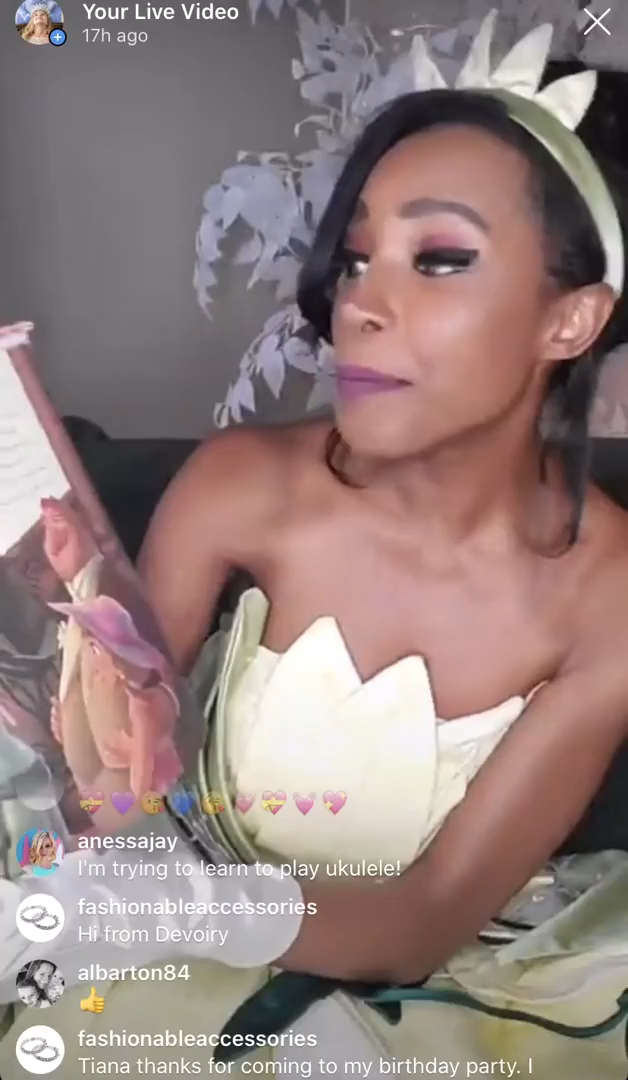 Your Live Video
17h ago
💝💜😘💙😘💕💝💓💖
anessajay
I'm trying to learn to play ukulele!
fashionableaccessories
Hi from Devoiry
albarton84
👍
fashionableaccessories
Tiana thanks for coming to my birthday party. I